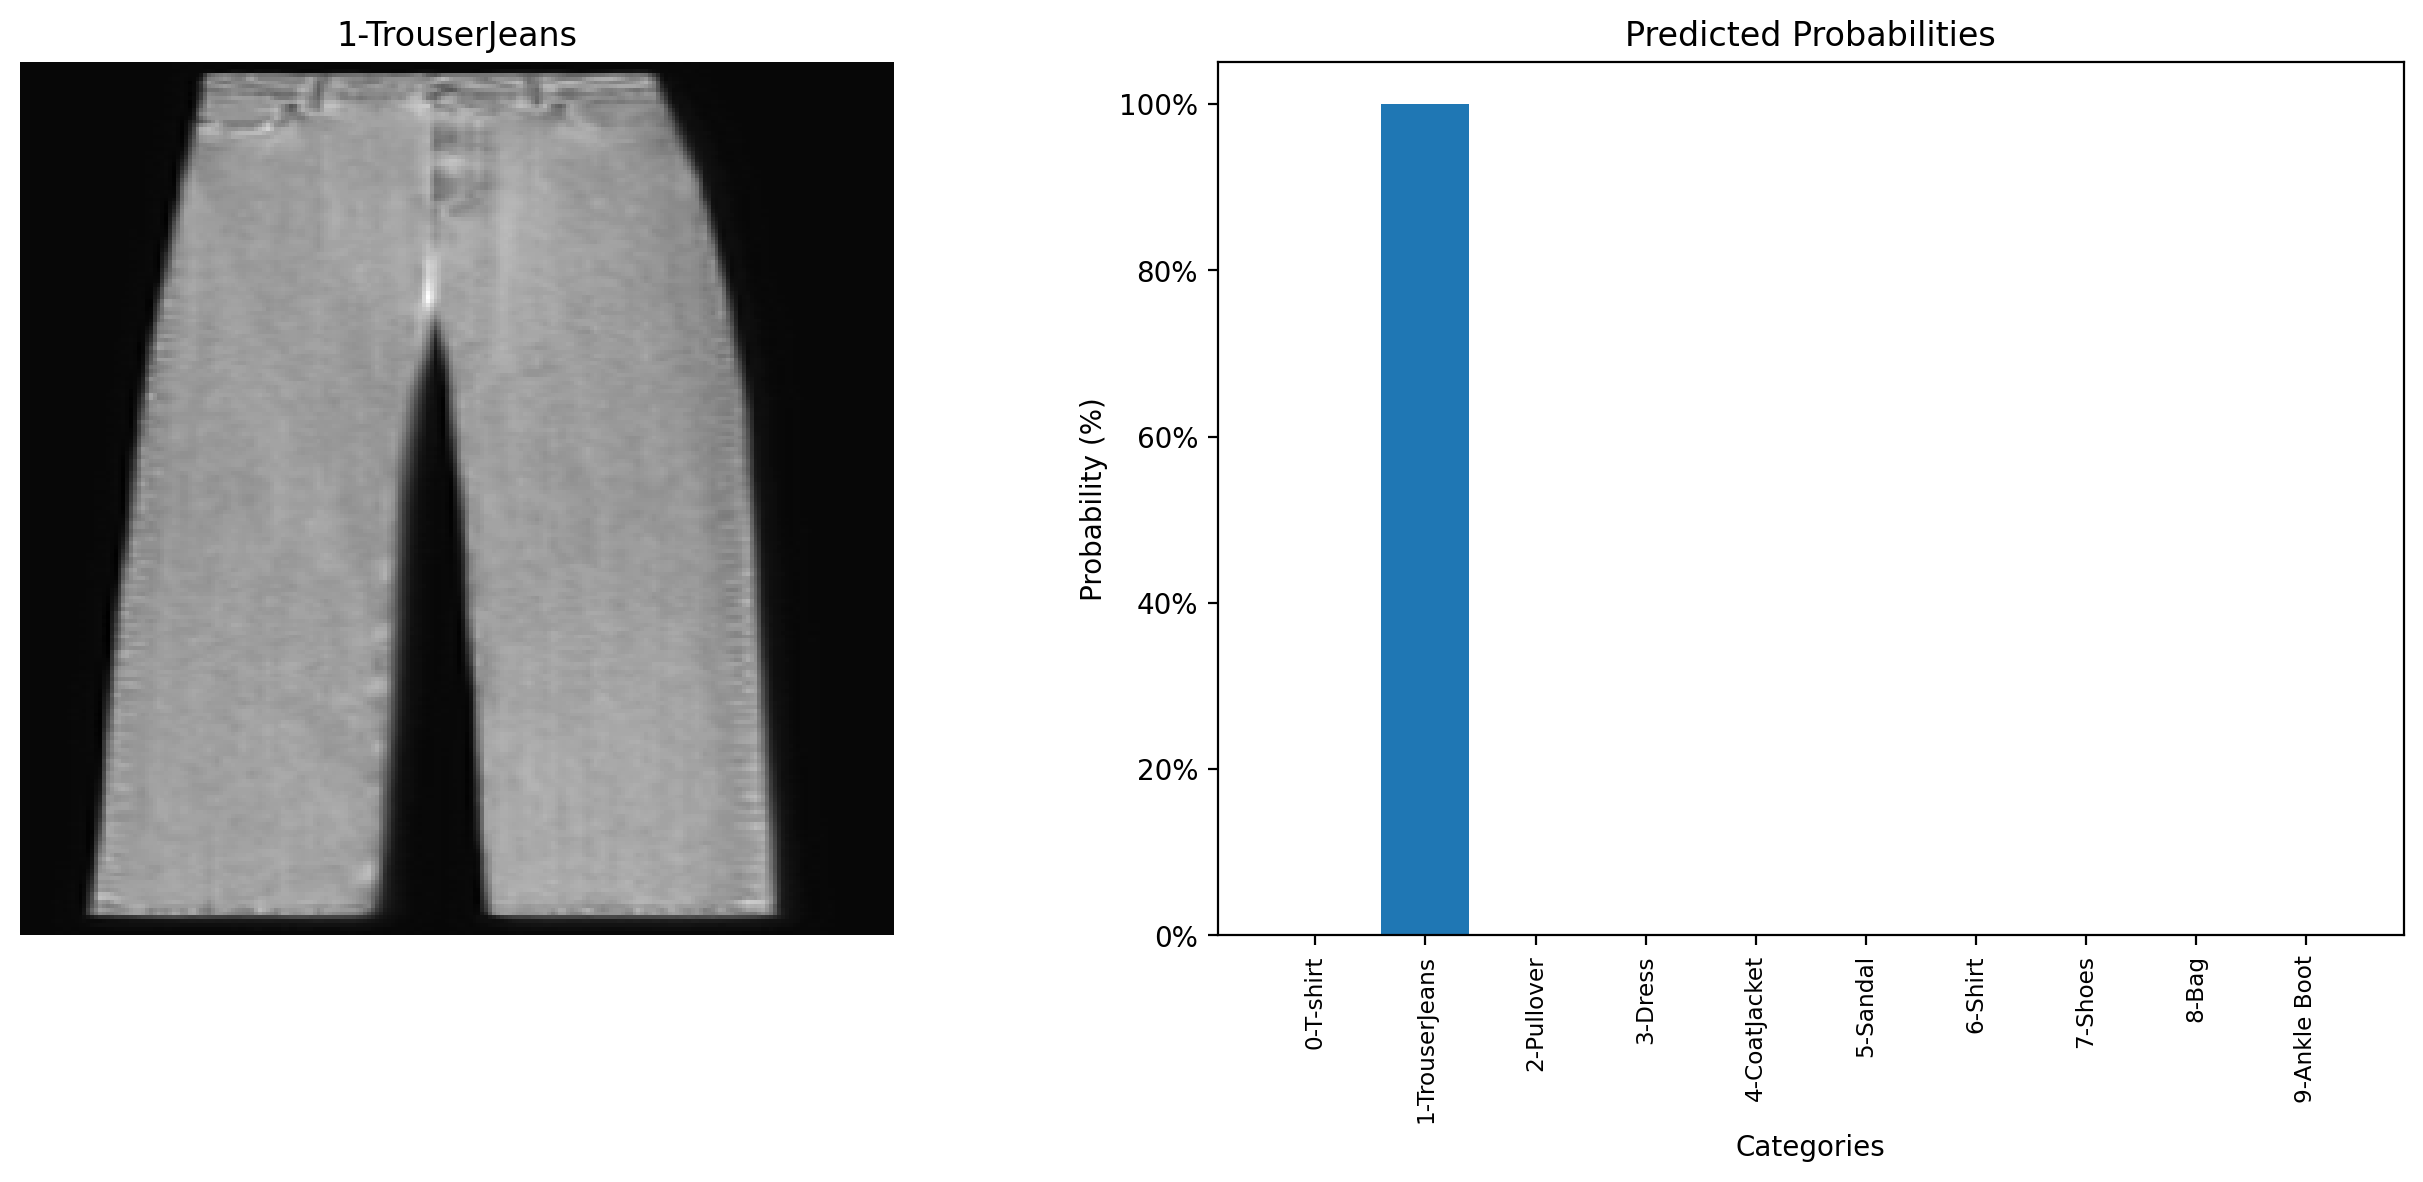 1-TrouserJeans
Predicted Probabilities
Probability (%)
100%
80%
60%
40%
20%
0%
0-T-shirt
1-TrouserJeans
2-Pullover
3-Dress
4-CoatJacket
5-Sandal
6-Shirt
7-Shoes
8-Bag
9-Ankle Boot
Categories